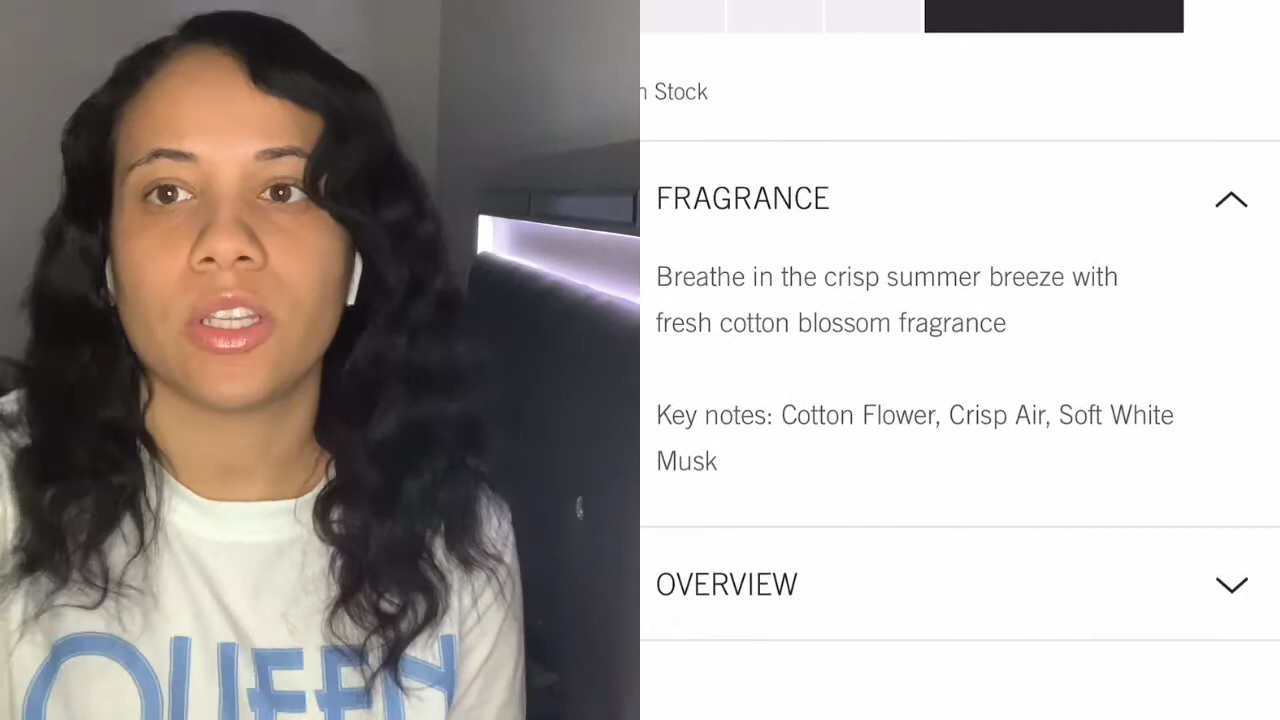 QUEEN
n Stock
FRAGRANCE
Breathe in the crisp summer breeze with
fresh cotton blossom fragrance
Key notes: Cotton Flower, Crisp Air, Soft White
Musk
OVERVIEW